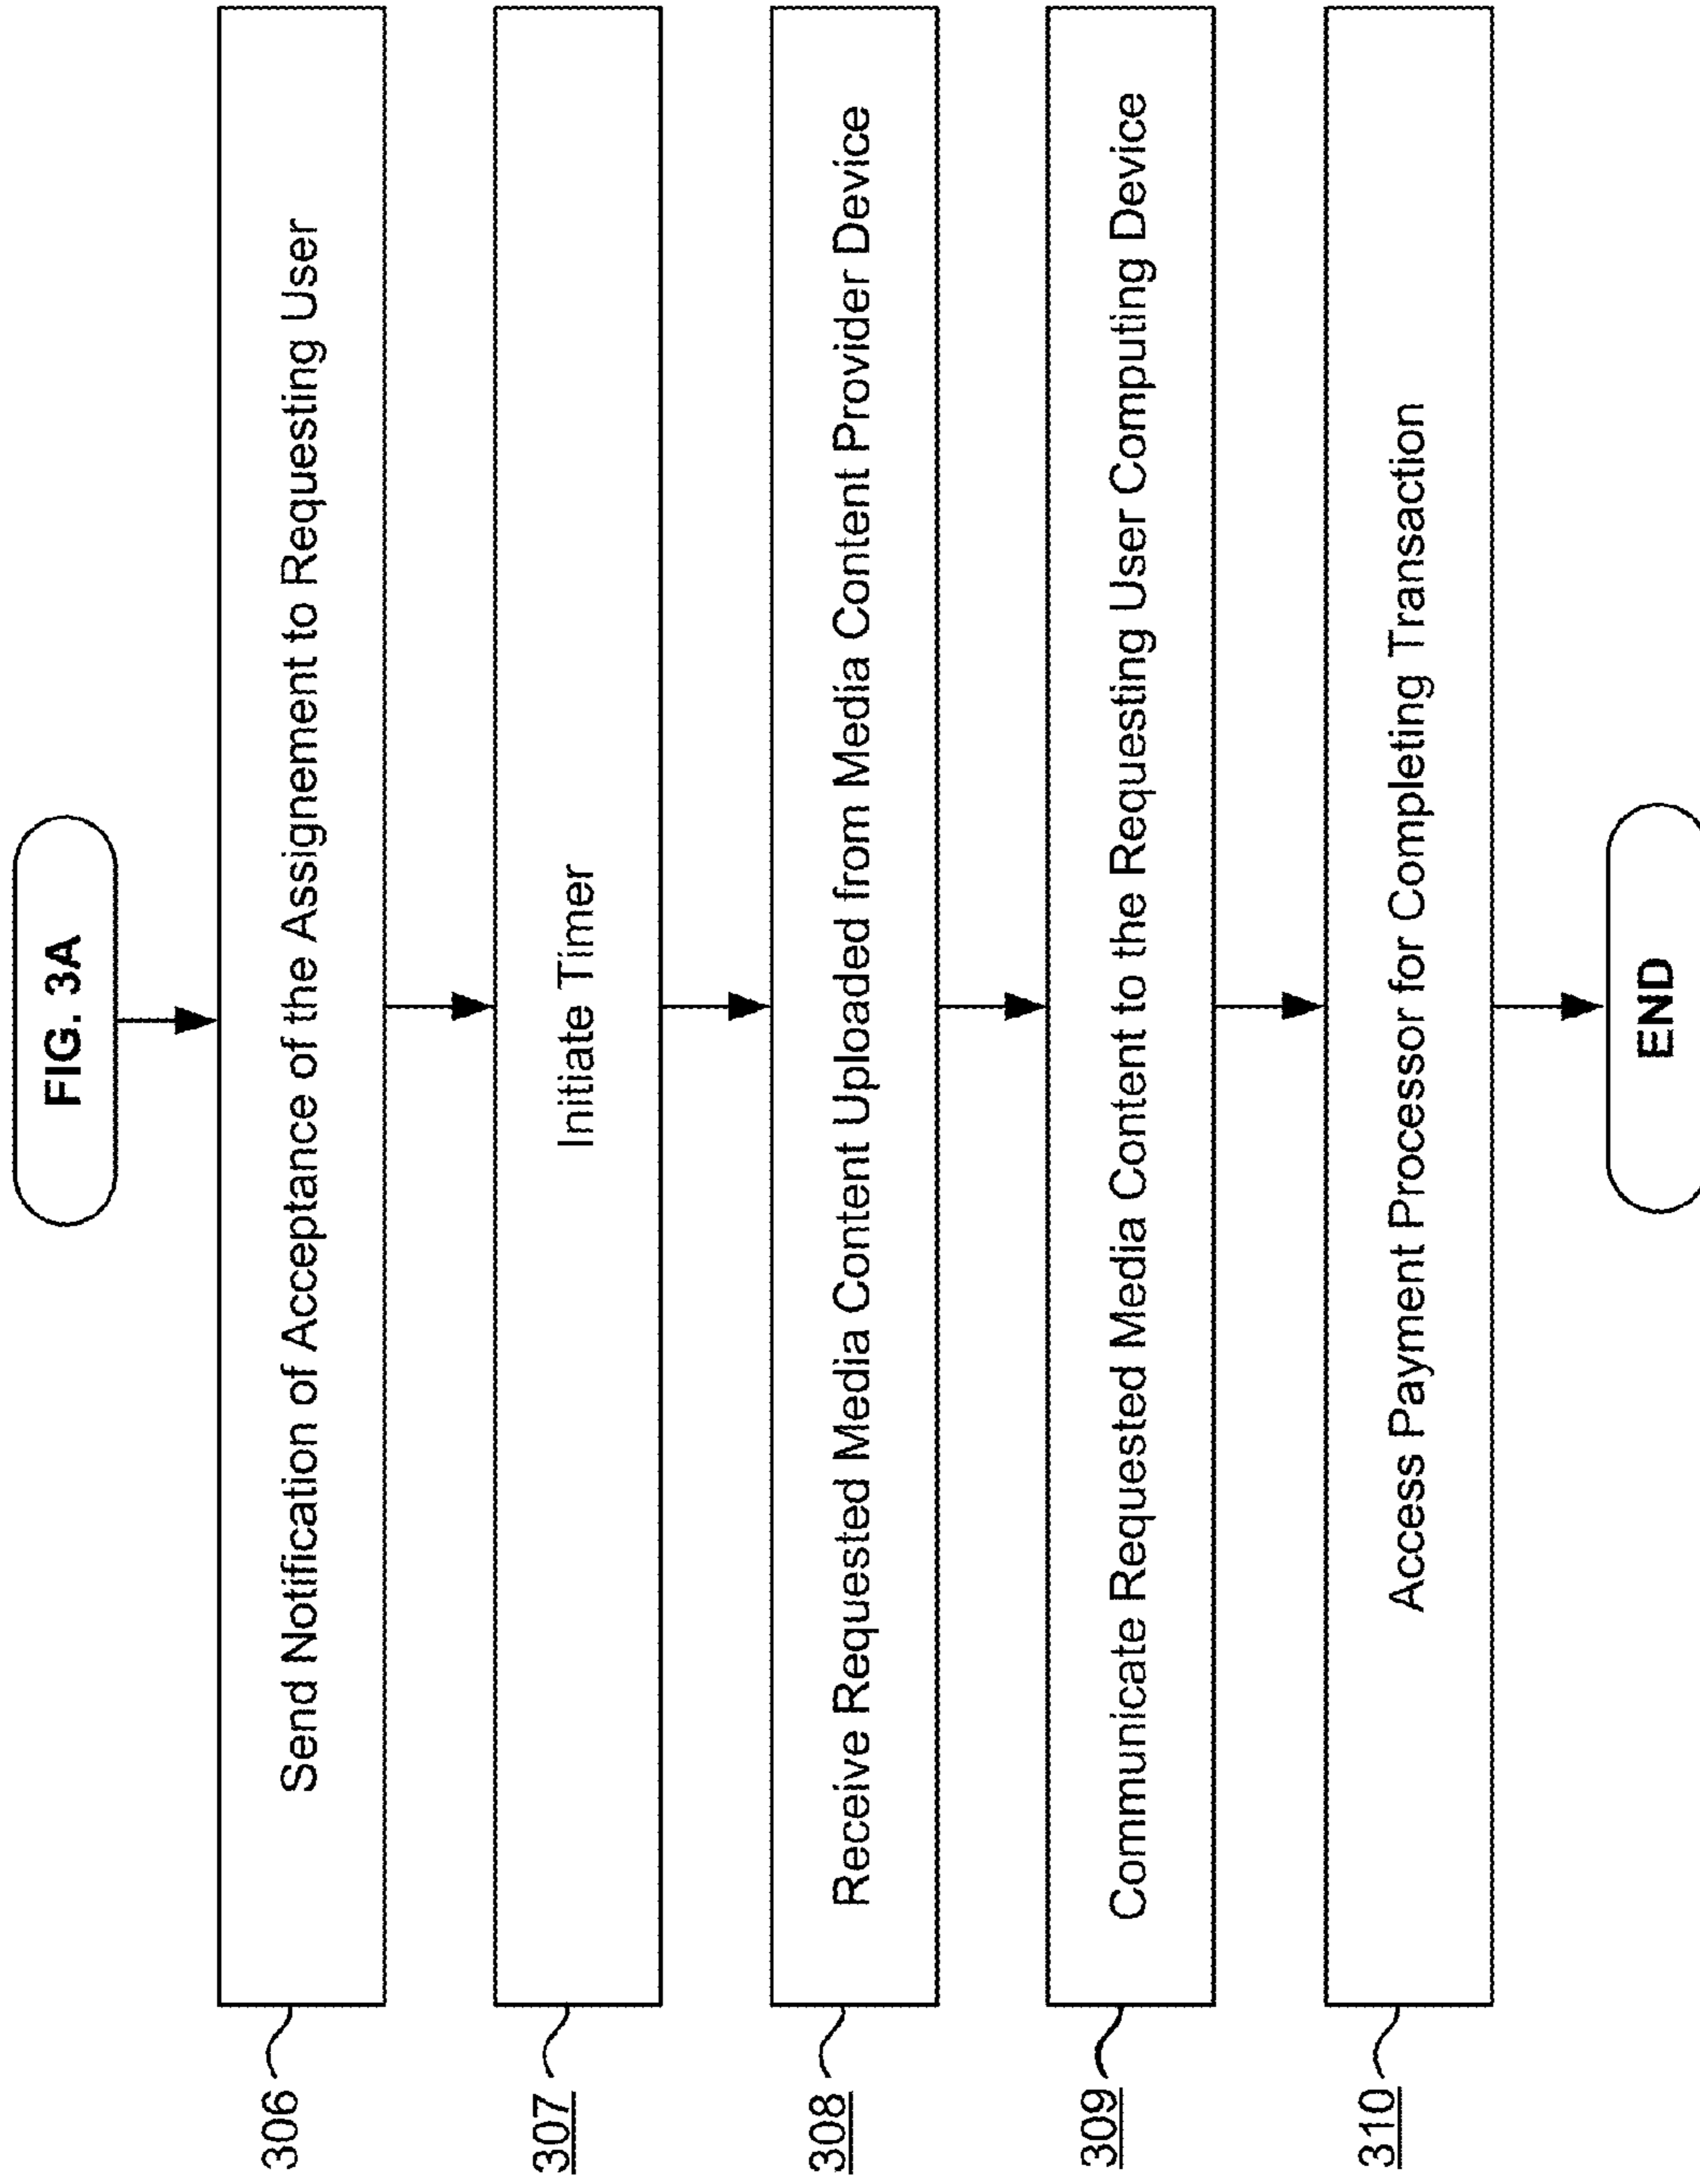 FIG. 3A
306
Send Notification of Acceptance of the Assignement to Requesting User
307
Initiate Timer
308
Receive Requested Media Content Uploaded from Media Content Provider Device
309
Communicate Requested Media Content to the Requesting User Computing Device
310
Access Payment Processor for Completing Transaction
END